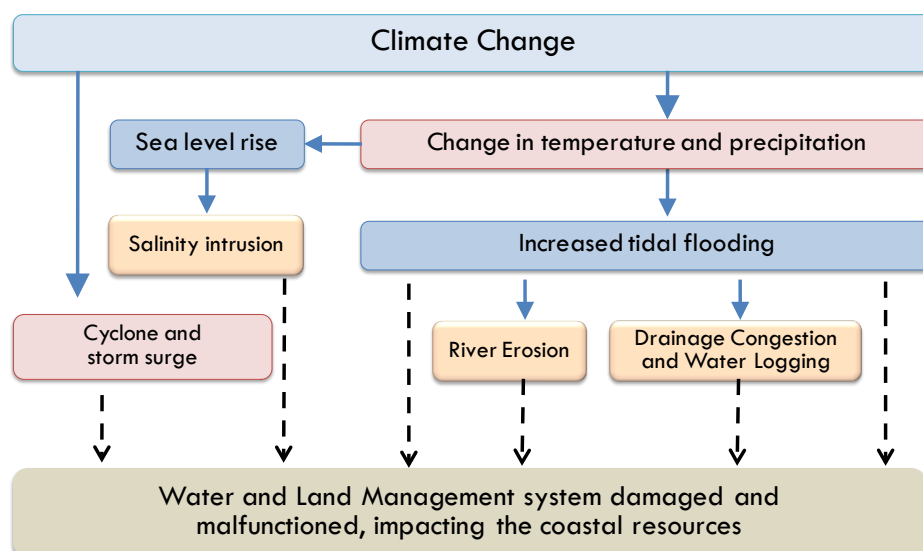 Climate Change
Sea level rise
Change in temperature and precipitation
Salinity intrusion
Increased tidal flooding
Cyclone and
storm surge
River Erosion
Drainage Congestion
and Water Logging
Water and Land Management system damaged and
malfunctioned, impacting the coastal resources